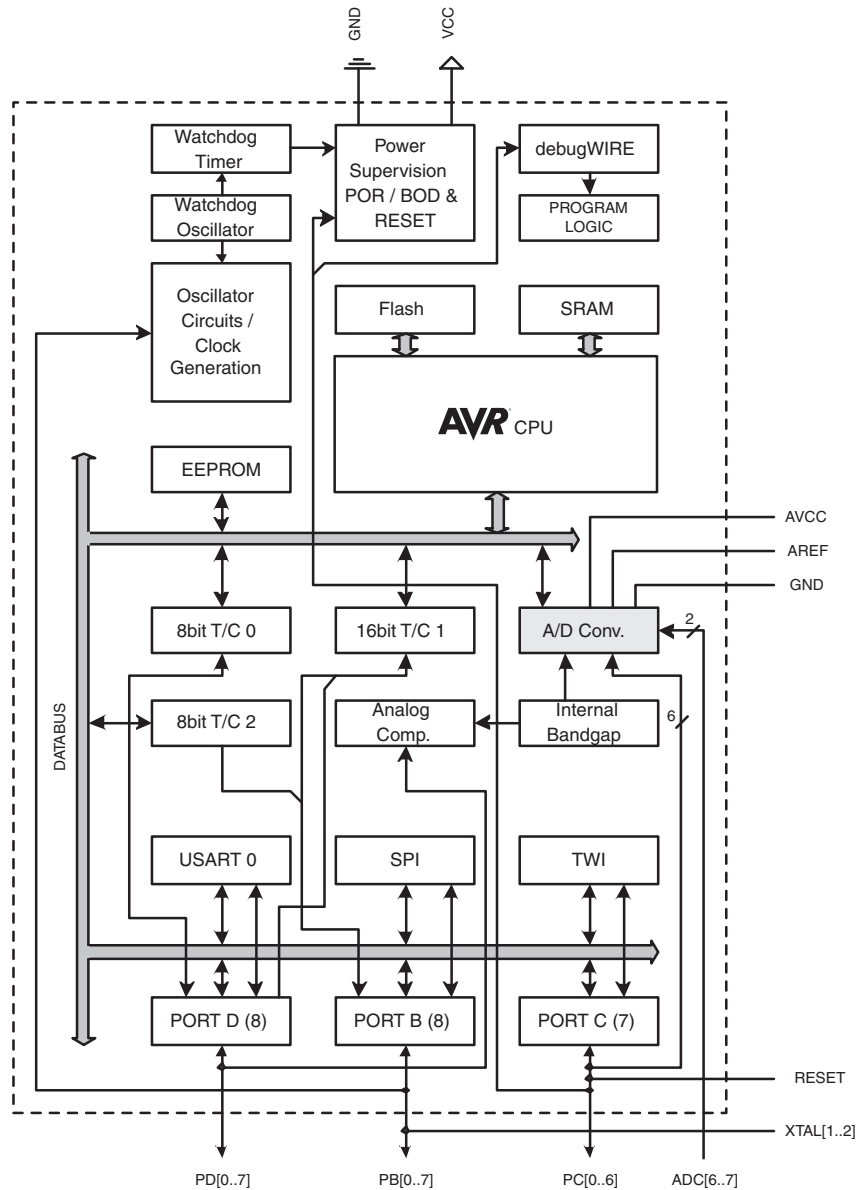 GND
VCC
Watchdog
Timer
Power
Supervision
POR / BOD &
RESET
debugWIRE
Watchdog
Oscillator
PROGRAM
LOGIC
Oscillator
Circuits /
Clock
Generation
Flash
SRAM
AVR CPU
EEPROM
AVCC
AREF
GND
8bit T/C 0
16bit T/C 1
A/D Conv.
2
DATABUS
8bit T/C 2
Analog
Comp.
Internal
Bandgap
6
USART 0
SPI
TWI
PORT D (8)
PORT B (8)
PORT C (7)
RESET
XTAL[1..2]
PD[0..7]
PB[0..7]
PC[0..6]
ADC[6..7]